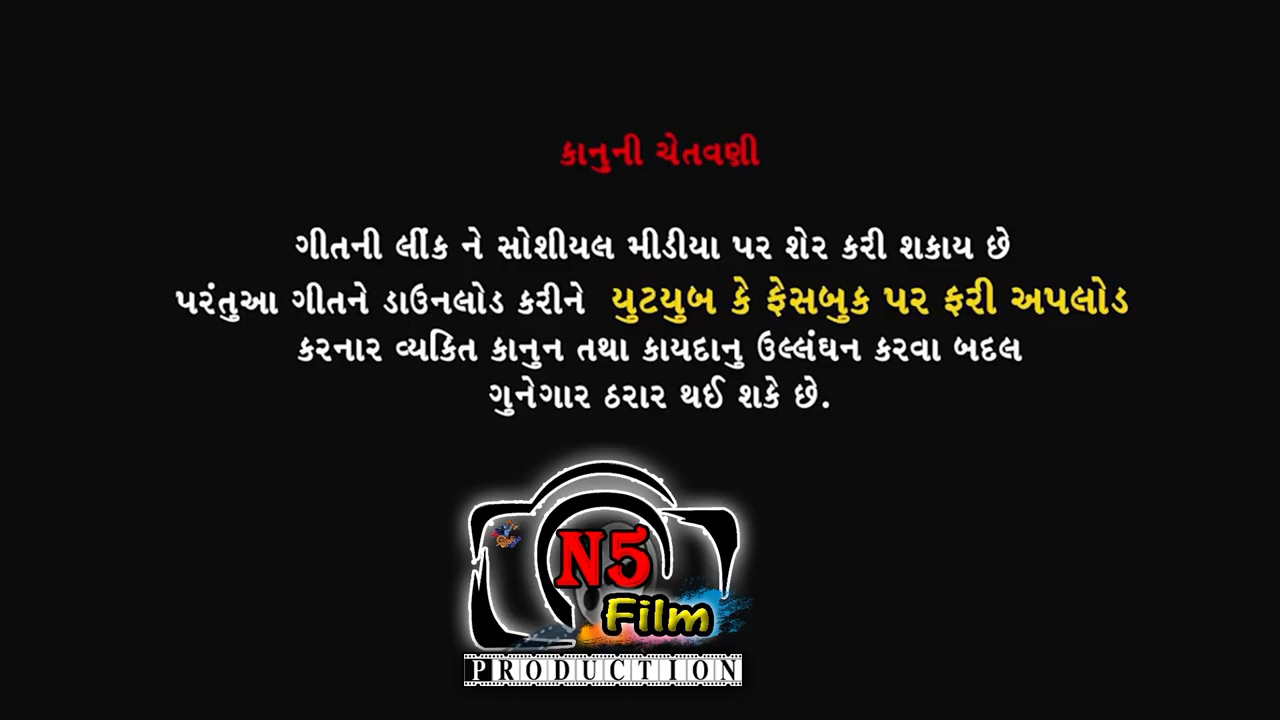 કાનુની ચેતવણી
ગીતની લીંક ને સોશીયલ મીડીયા પર શેર કરી શકાય છે
પરંતુઆ ગીતને ડાઉનલોડ કરીને યુટયુબ કે ફેસબુક પર ફરી અપલોડ
કરનાર વ્યકિત કાનુન તથા કાયદાનુ ઉલ્લંઘન કરવા બદલ
ગુનેગાર ઠરાર થઈ શકે છે.
N5
Film
PRODUCTION